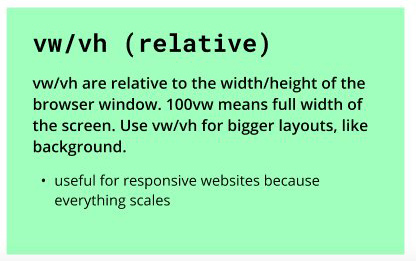 vw/vh (relative)
vw/vh are relative to the width/height of the
browser window. 100vw means full width of
the screen. Use vw/vh for bigger layouts, like
background.
• useful for responsive websites because
everything scales